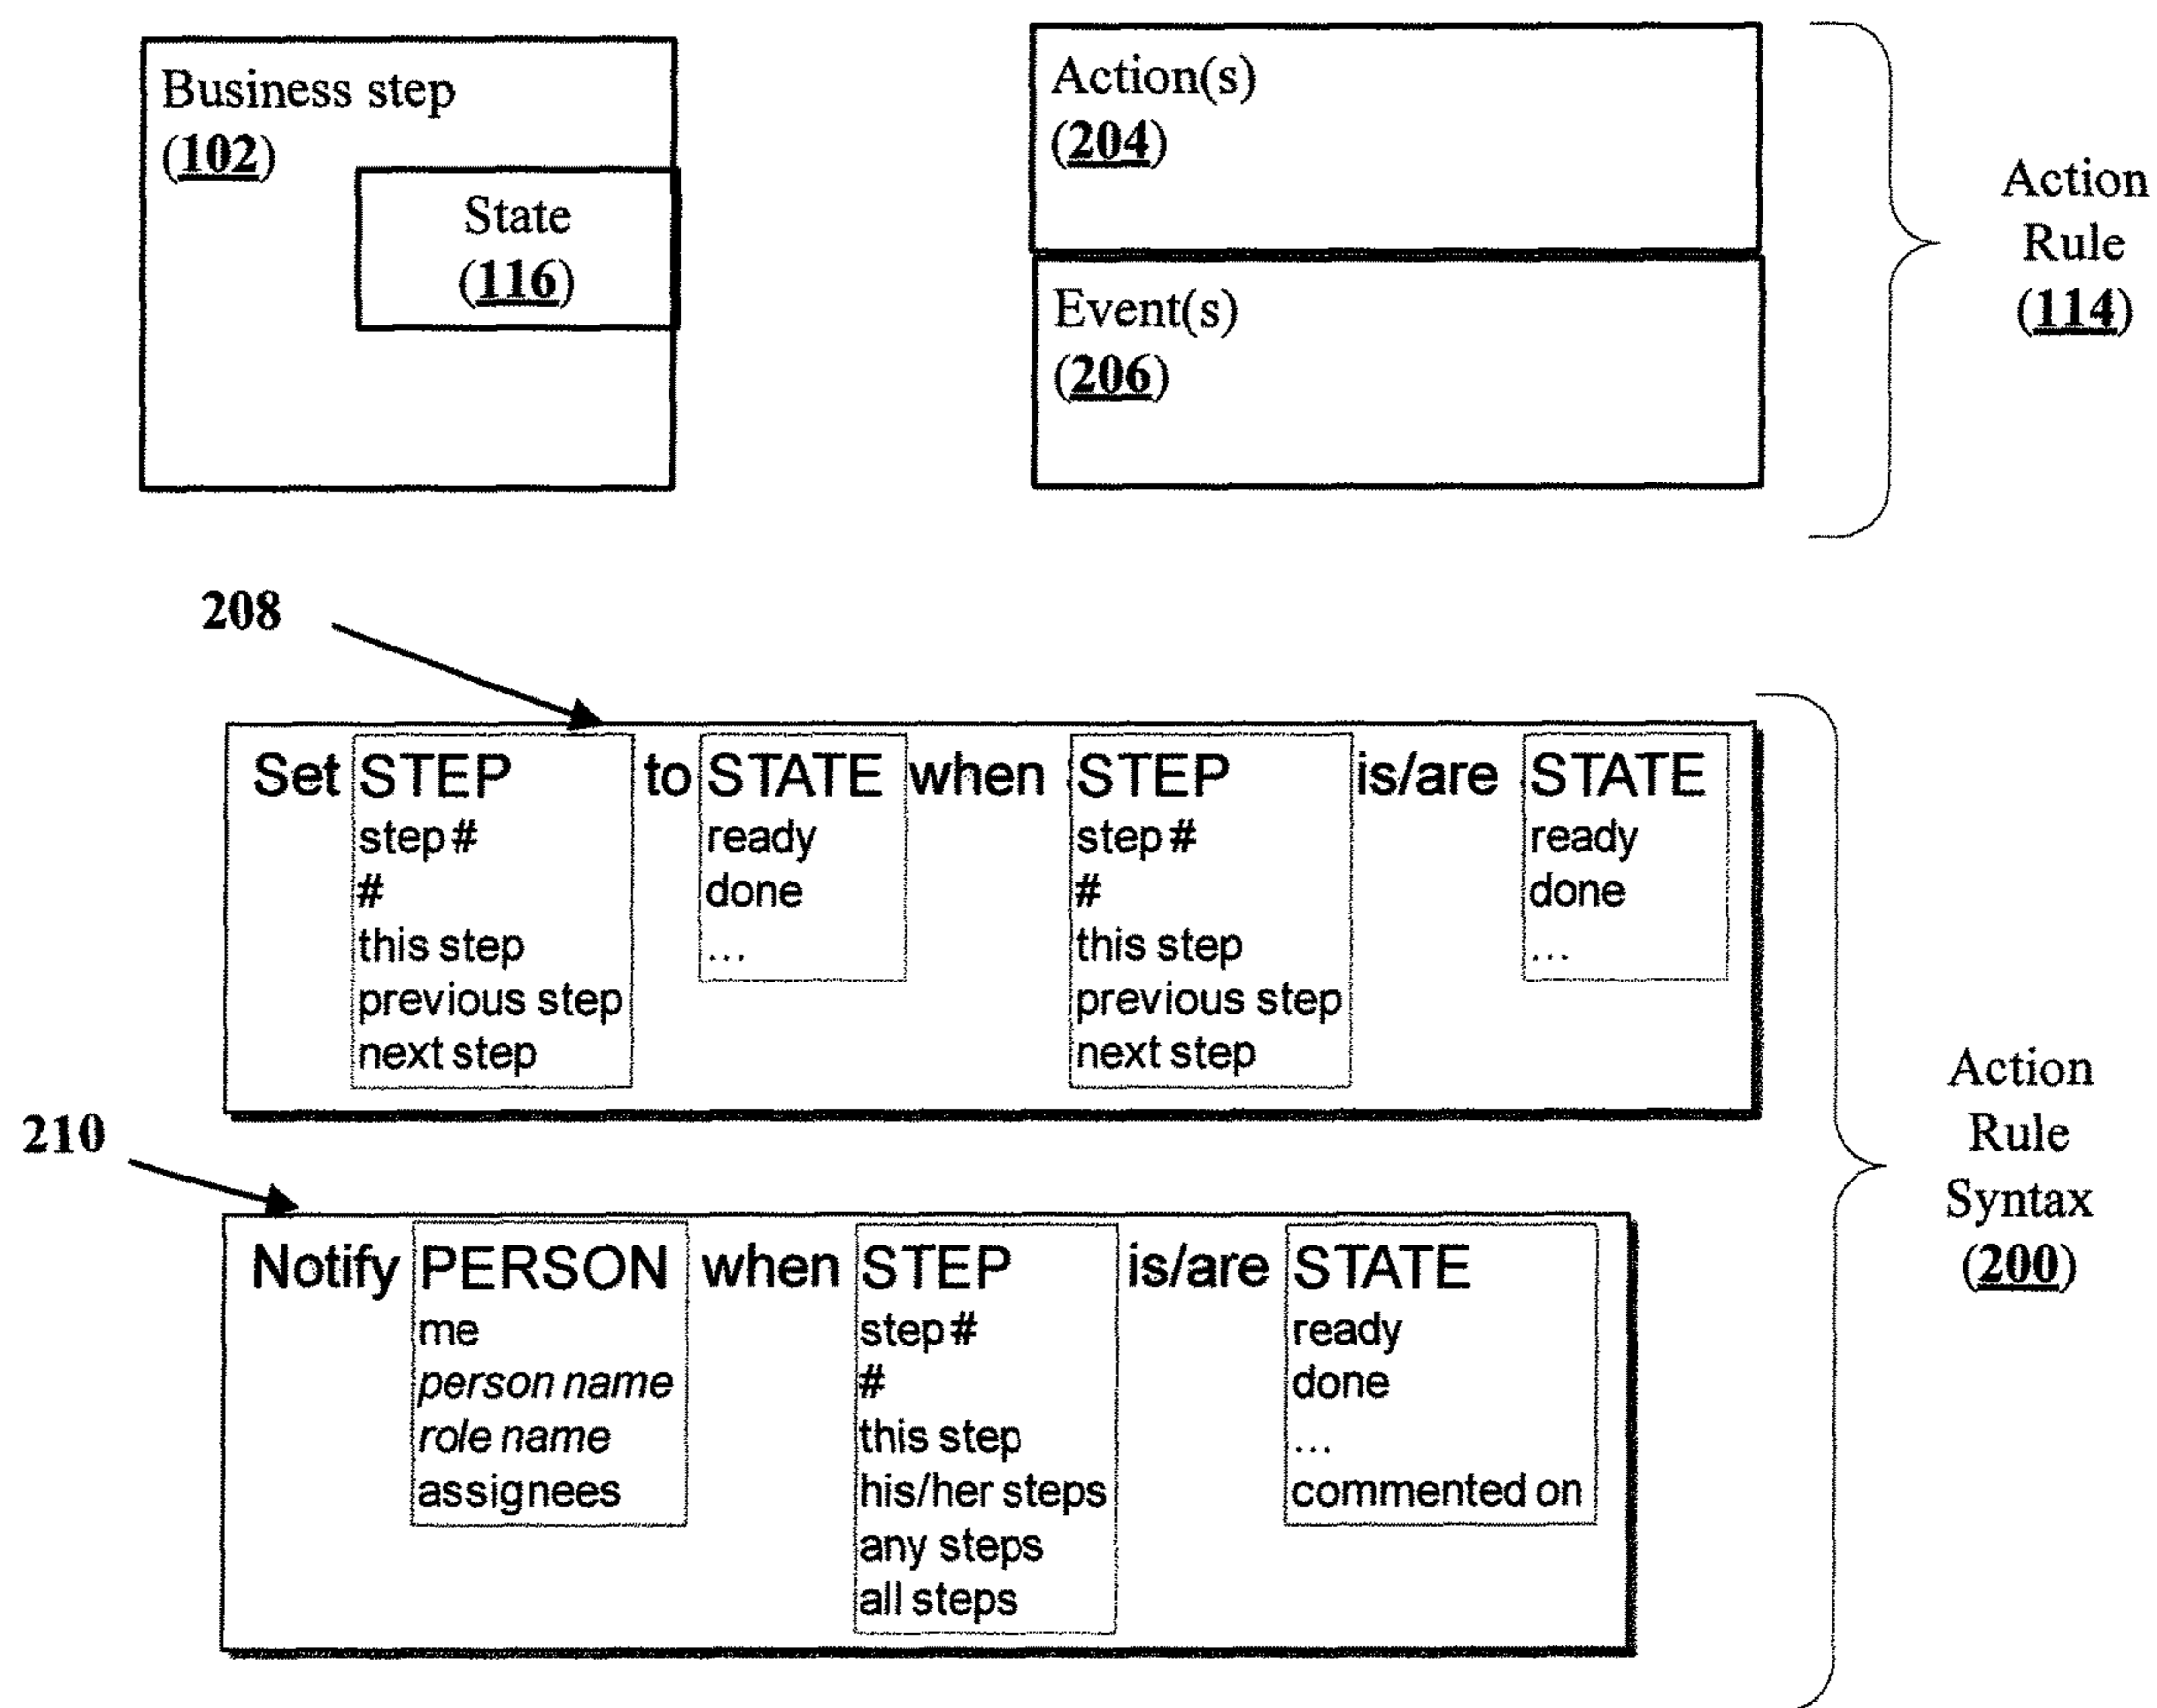 Business step
(102)
State
(116)
Action(s)
(204)
Event(s)
(206)
Action
Rule
(114)
208
Set STEP to STATE when STEP is/are STATE
step # ready step # ready
# done # done
this step ... this step ...
previous step previous step
next step next step
210
Notify PERSON when STEP is/are STATE
me step # ready
person name # done
role name this step ...
assignees his/her steps commented on
any steps
all steps
Action
Rule
Syntax
(200)